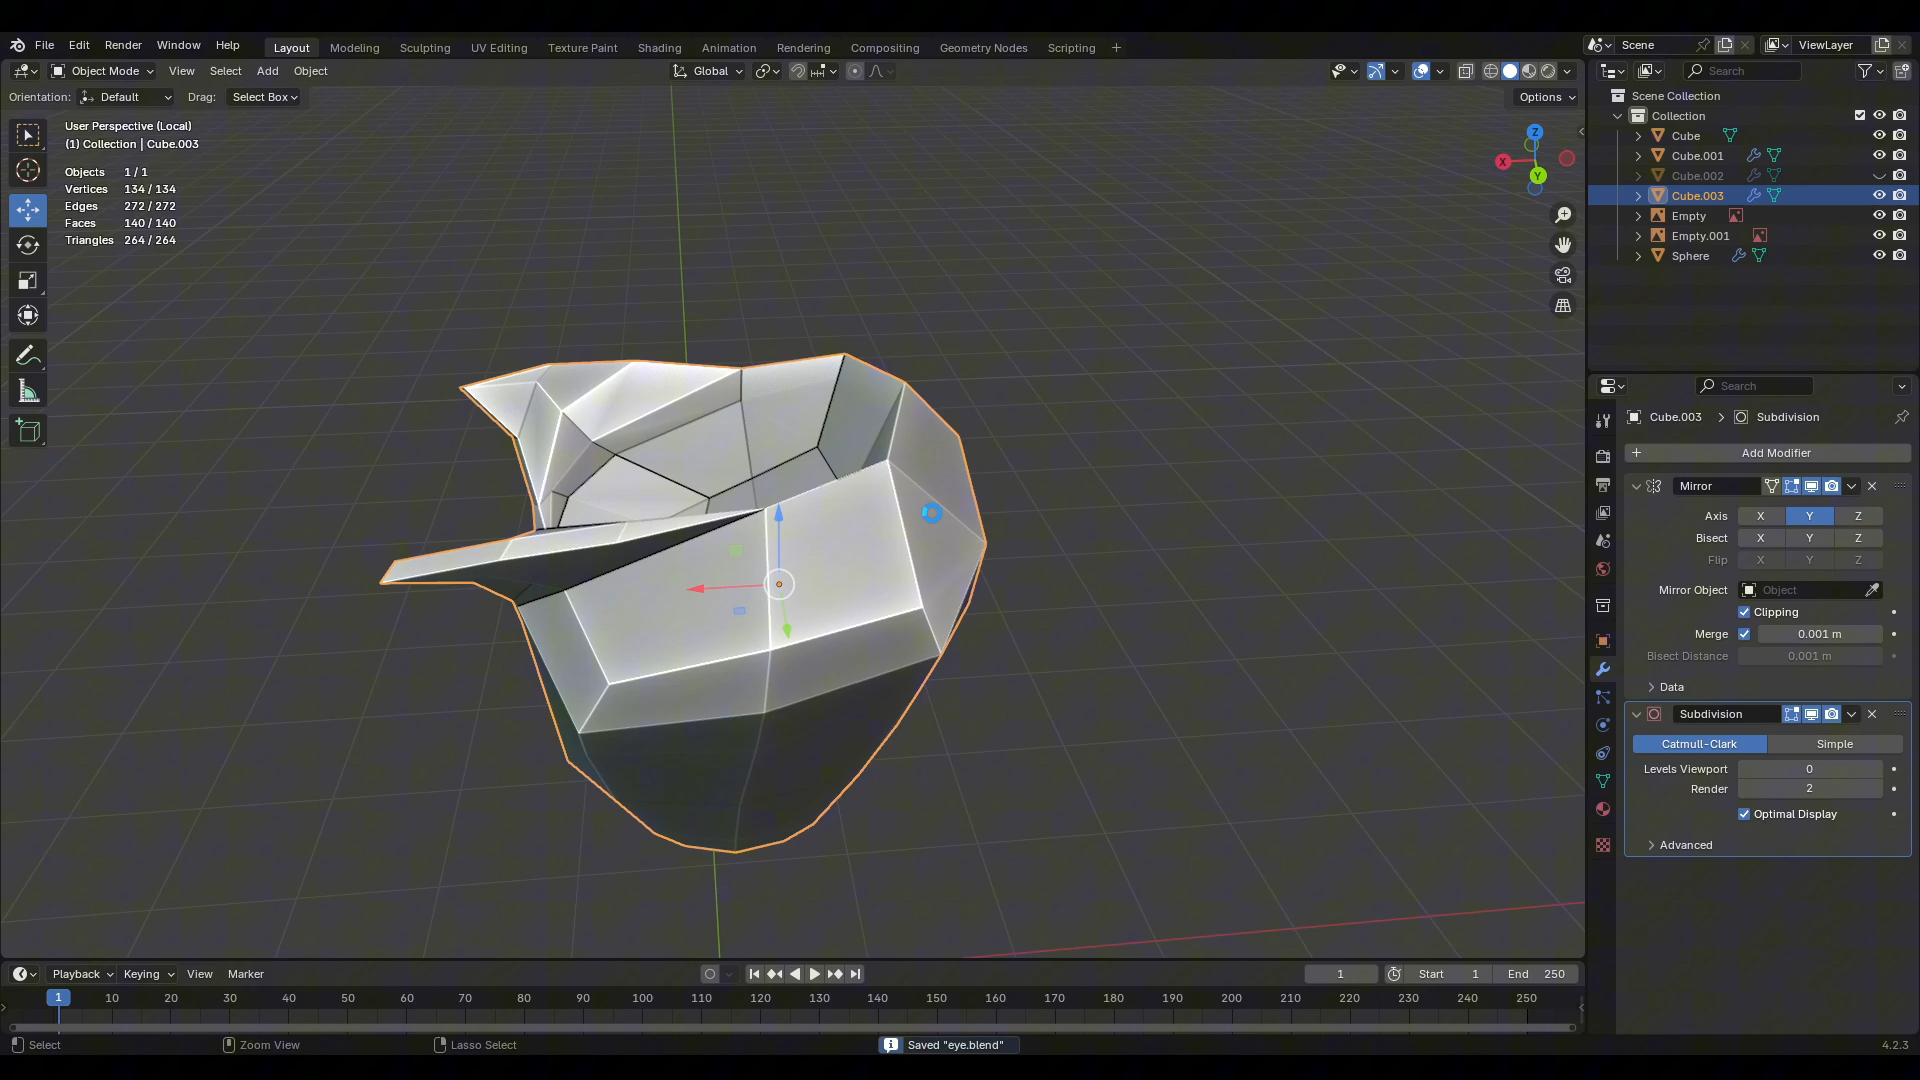 File Edit Render Window Help Layout Modeling Sculpting UV Editing Texture Paint Shading Animation Rendering Compositing Geometry Nodes Scripting + Scene ViewLayer
Object Mode View Select Add Object Global Search
Orientation: Default Drag: Select Box Options
User Perspective (Local)
(1) Collection | Cube.003
Objects 1 / 1
Vertices 134 / 134
Edges 272 / 272
Faces 140 / 140
Triangles 264 / 264
Z
X
Y
Scene Collection
Collection
Cube
Cube.001
Cube.002
Cube.003
Empty
Empty.001
Sphere
Search
Cube.003 > Subdivision
+ Add Modifier
Mirror
Axis X Y Z
Bisect X Y Z
Flip X Y Z
Mirror Object Object
Clipping
Merge 0.001 m
Bisect Distance 0.001 m
Data
Subdivision
Catmull-Clark Simple
Levels Viewport 0
Render 2
Optimal Display
Advanced
Playback Keying View Marker 1 Start 1 End 250
1 10 20 30 40 50 60 70 80 90 100 110 120 130 140 150 160 170 180 190 200 210 220 230 240 250
Select Zoom View Lasso Select Saved "eye.blend" 4.2.3